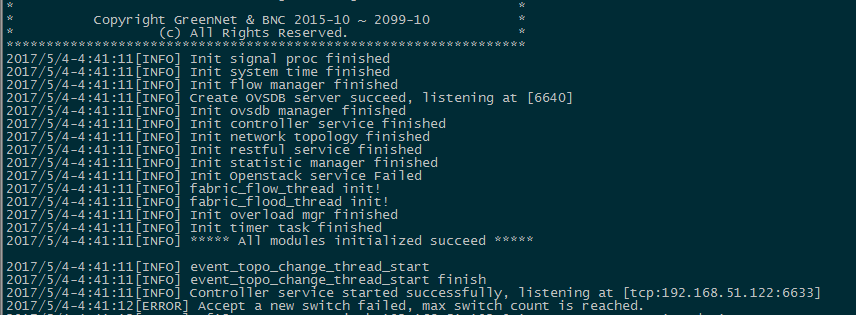 * *
* Copyright GreenNet & BNC 2015-10 ~ 2099-10 *
* (c) All Rights Reserved. *
*****************************************************************
2017/5/4-4:41:11[INFO] Init signal proc finished
2017/5/4-4:41:11[INFO] Init system time finished
2017/5/4-4:41:11[INFO] Init flow manager finished
2017/5/4-4:41:11[INFO] Create OVSDB server succeed, listening at [6640]
2017/5/4-4:41:11[INFO] Init ovsdb manager finished
2017/5/4-4:41:11[INFO] Init controller service finished
2017/5/4-4:41:11[INFO] Init network topology finished
2017/5/4-4:41:11[INFO] Init restful service finished
2017/5/4-4:41:11[INFO] Init statistic manager finished
2017/5/4-4:41:11[INFO] Init Openstack service Failed
2017/5/4-4:41:11[INFO] fabric_flow_thread init!
2017/5/4-4:41:11[INFO] fabric_flood_thread init!
2017/5/4-4:41:11[INFO] Init overload mgr finished
2017/5/4-4:41:11[INFO] Init timer task finished
2017/5/4-4:41:11[INFO] ***** All modules initialized succeed *****
2017/5/4-4:41:11[INFO] event_topo_change_thread_start
2017/5/4-4:41:11[INFO] event_topo_change_thread_start finish
2017/5/4-4:41:11[INFO] Controller service started successfully, listening at [tcp:192.168.51.122:6633]
2017/5/4-4:41:12[ERROR] Accept a new switch failed, max switch count is reached.